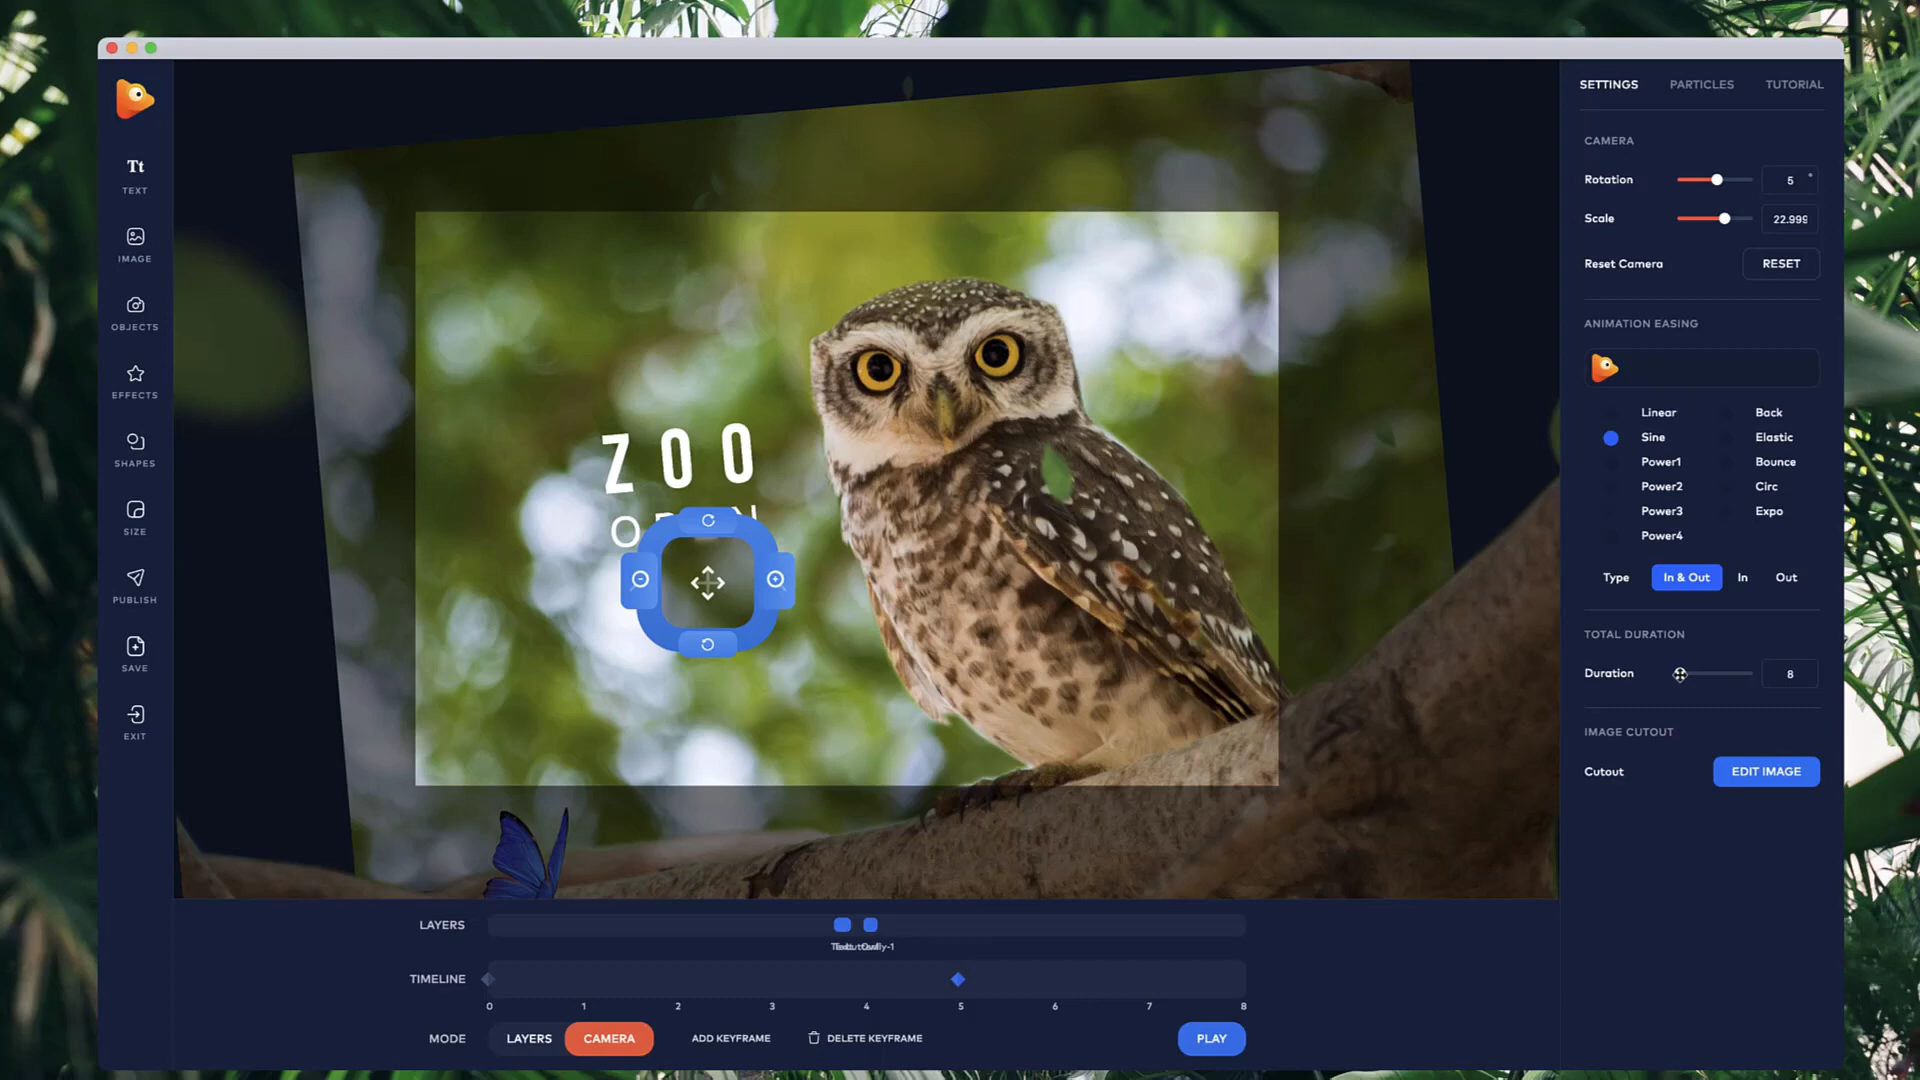 SETTINGS PARTICLES TUTORIAL
Tt
TEXT
IMAGE
OBJECTS
EFFECTS
SHAPES
SIZE
PUBLISH
SAVE
EXIT
ZOO
CAMERA
Rotation 5 °
Scale 22.999
Reset Camera RESET
ANIMATION EASING
Linear Back
Sine Elastic
Power1 Bounce
Power2 Circ
Power3 Expo
Power4
Type In & Out In Out
TOTAL DURATION
Duration 8
IMAGE CUTOUT
Cutout EDIT IMAGE
LAYERS
TIMELINE
0 1 2 3 4 5 6 7 8
MODE LAYERS CAMERA ADD KEYFRAME DELETE KEYFRAME PLAY